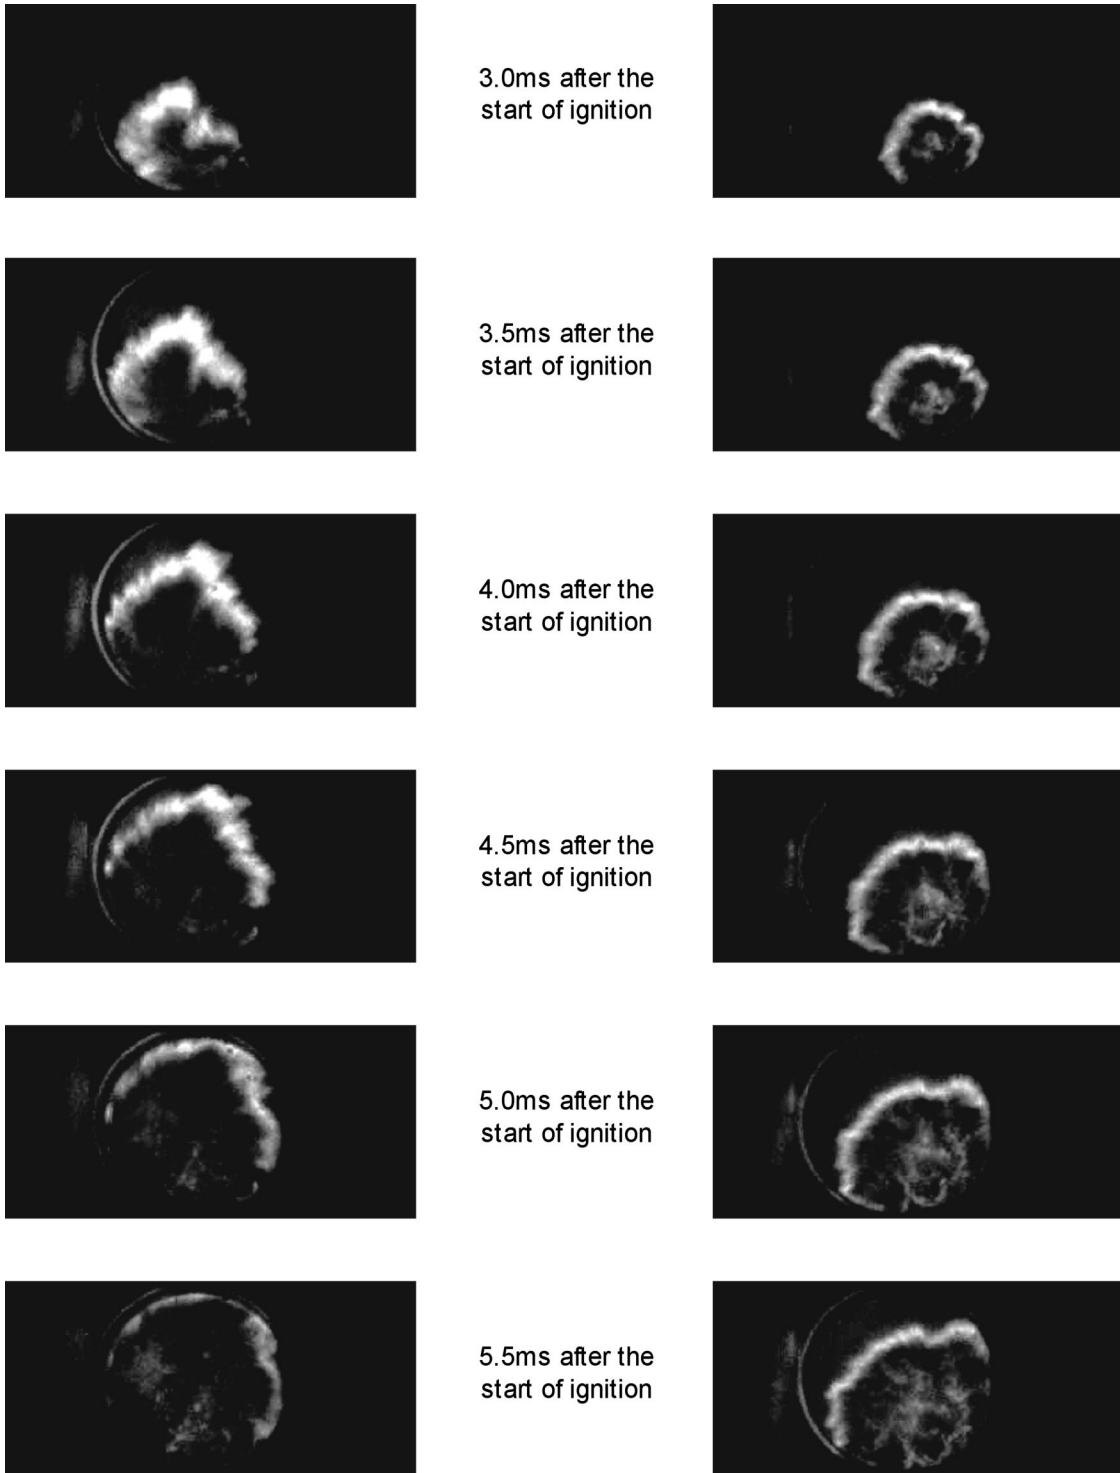 3.0ms after the
start of ignition
3.5ms after the
start of ignition
4.0ms after the
start of ignition
4.5ms after the
start of ignition
5.0ms after the
start of ignition
5.5ms after the
start of ignition